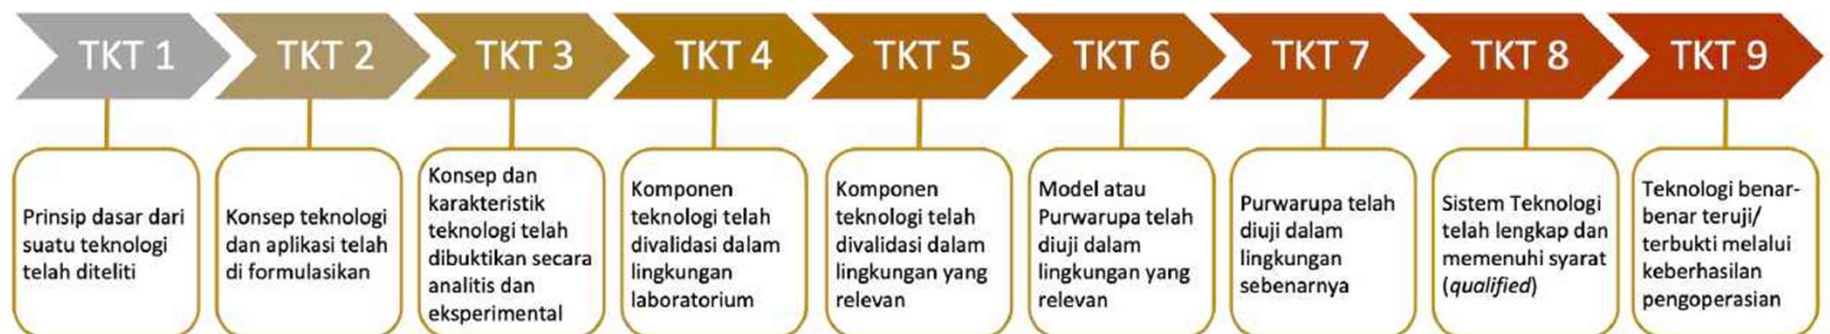 TKT 1
TKT 2
TKT 3
TKT 4
TKT 5
TKT 6
TKT 7
TKT 8
TKT 9
Prinsip dasar dari
suatu teknologi
telah diteliti
Konsep teknologi
dan aplikasi telah
di formulasikan
Konsep dan
karakteristik
teknologi telah
dibuktikan secara
analitis dan
eksperimental
Komponen
teknologi telah
divalidasi dalam
lingkungan
laboratorium
Komponen
teknologi telah
divalidasi dalam
lingkungan yang
relevan
Model atau
Purwarupa telah
diuji dalam
lingkungan yang
relevan
Purwarupa telah
diuji dalam
lingkungan
sebenarnya
Sistem Teknologi
telah lengkap dan
memenuhi syarat
(qualified)
Teknologi benar-
benar teruji/
terbukti melalui
keberhasilan
pengoperasian